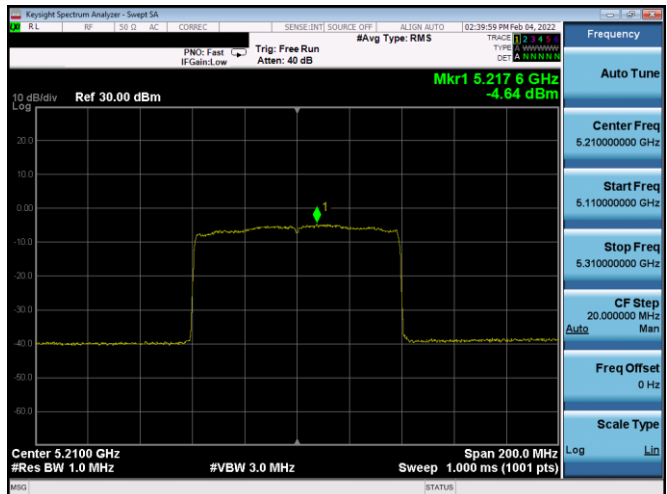 Keysight Spectrum Analyzer - Swept SA
RL RF 50 Ω AC CORREC SENSE:INT SOURCE OFF ALIGN AUTO 02:39:59 PM Feb 04, 2022
#Avg Type: RMS
TRACE 1 2 3 4 5 6
PNO: Fast Trig: Free Run
TYPE A WWWWW
IFGain:Low Atten: 40 dB
DET A N N N N N
Mkr1 5.217 6 GHz
-4.64 dBm
10 dB/div Ref 30.00 dBm
Log
20.0
10.0
0.00
1
-10.0
-20.0
-30.0
-40.0
-50.0
-60.0
Center 5.2100 GHz Span 200.0 MHz
#Res BW 1.0 MHz #VBW 3.0 MHz Sweep 1.000 ms (1001 pts)
MSG STATUS
Frequency
Auto Tune
Center Freq
5.210000000 GHz
Start Freq
5.110000000 GHz
Stop Freq
5.310000000 GHz
CF Step
20.000000 MHz
Auto Man
Freq Offset
0 Hz
Scale Type
Log Lin